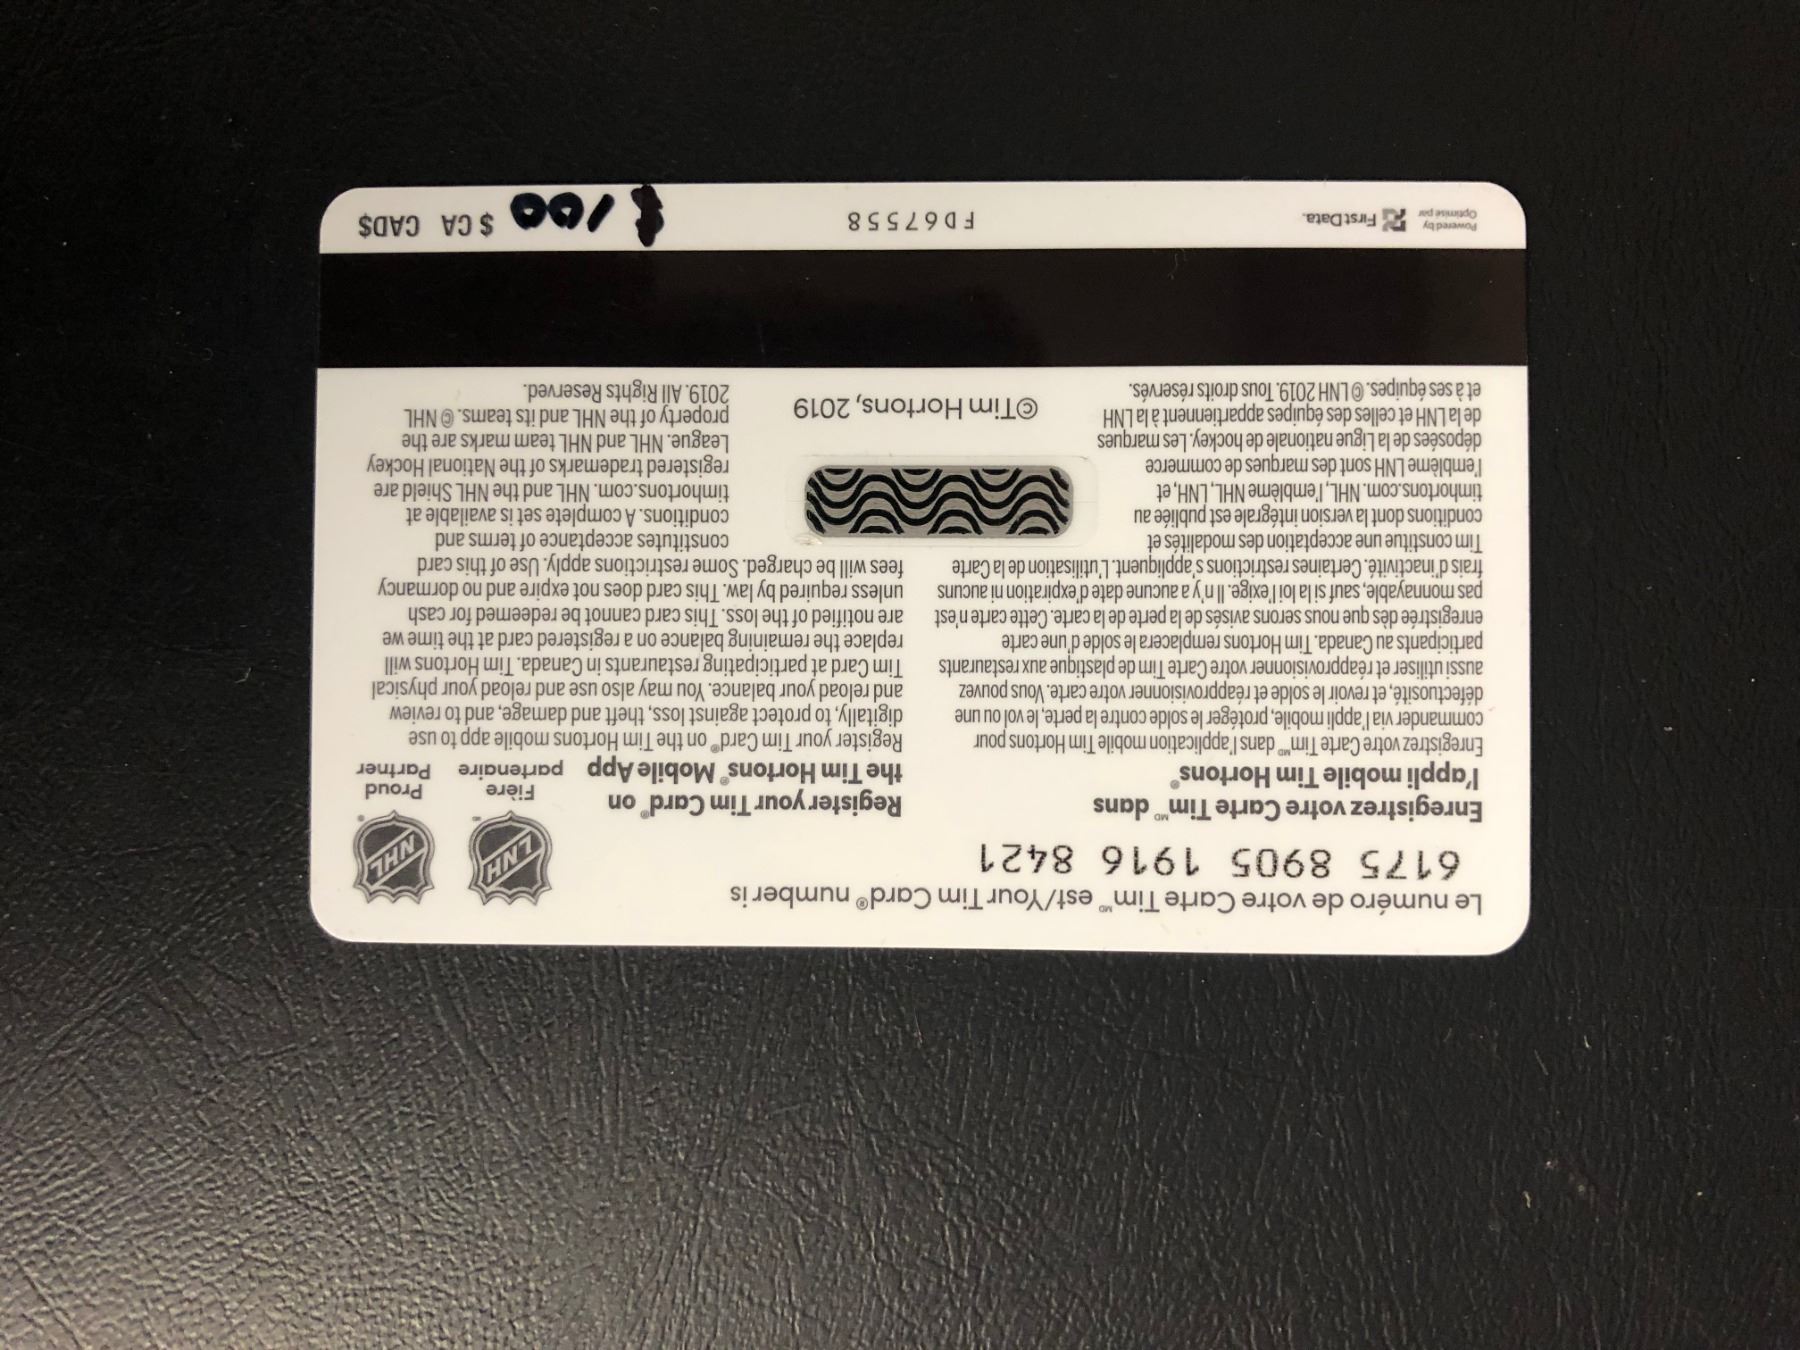 Le numéro de votre Carte Tim MD est/Your Tim Card® number is
6175 8905 1916 8421
LNH
NHL
Fière
partenaire
Proud
Partner
Enregistrez votre Carte Tim MD dans
l'appli mobile Tim Hortons®
Enregistrez votre Carte Tim MD dans l'application mobile Tim Hortons pour
commander via l'appli mobile, protéger le solde contre la perte, le vol ou une
défectuosité, et revoir le solde et réapprovisionner votre carte. Vous pouvez
aussi utiliser et réapprovisionner votre Carte Tim de plastique aux restaurants
participants au Canada. Tim Hortons remplacera le solde d'une carte
enregistrée dès que nous serons avisés de la perte de la carte. Cette carte n'est
pas monnayable, sauf si la loi l'exige. Il n'y a aucune date d'expiration ni aucuns
frais d'inactivité. Certaines restrictions s'appliquent. L'utilisation de la Carte
Tim constitue une acceptation des modalités et
conditions dont la version intégrale est publiée au
timhortons.com. NHL, l'emblème NHL, LNH, et
l'emblème LNH sont des marques de commerce
déposées de la Ligue nationale de hockey. Les marques
de la LNH et celles des équipes appartiennent à la LNH
et à ses équipes. © LNH 2019. Tous droits réservés.
Register your Tim Card® on
the Tim Hortons® Mobile App
Register your Tim Card® on the Tim Hortons mobile app to use
digitally, to protect against loss, theft and damage, and to review
and reload your balance. You may also use and reload your physical
Tim Card at participating restaurants in Canada. Tim Hortons will
replace the remaining balance on a registered card at the time we
are notified of the loss. This card cannot be redeemed for cash
unless required by law. This card does not expire and no dormancy
fees will be charged. Some restrictions apply. Use of this card
constitutes acceptance of terms and
conditions. A complete set is available at
timhortons.com. NHL and the NHL Shield are
registered trademarks of the National Hockey
League. NHL and NHL team marks are the
property of the NHL and its teams. © NHL
2019. All Rights Reserved.
©Tim Hortons, 2019
Powered by
Optimisé par
First Data.
FD67558
100 $ CA CAD$